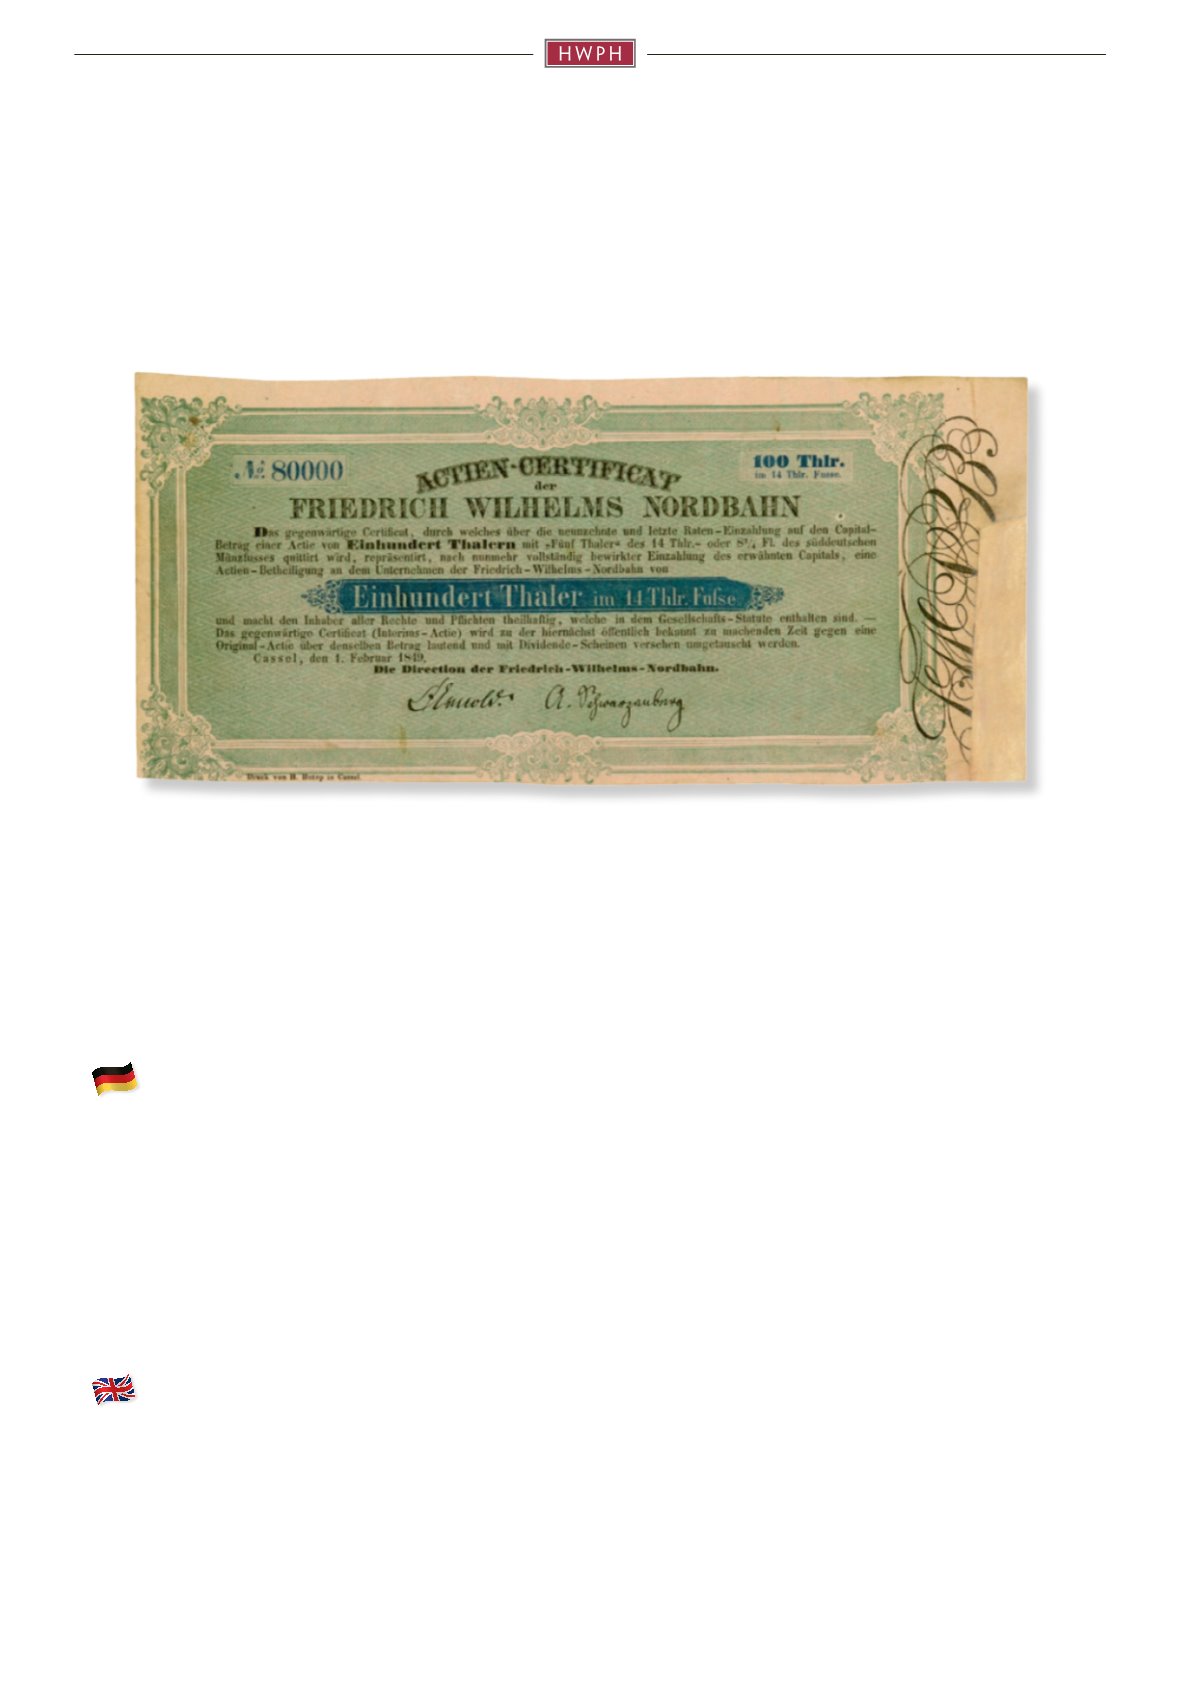 HWPH
№ 80000
100 Thlr.
im 14 Thlr. Fusse.
ACTIEN-CERTIFICAT
der
FRIEDRICH WILHELMS NORDBAHN
Das gegenwärtige Certificat, durch welches über die neunzehnte und letzte Raten-Einzahlung auf den Capital-
Betrag einer Actie von Einhundert Thalern mit »Fünf Thaler« des 14 Thlr.- oder 8¾ Fl. des süddeutschen
Münzfusses quittirt wird, repräsentirt, nach nunmehr vollständig bewirkter Einzahlung des erwähnten Capitals, eine
Actien-Betheiligung an dem Unternehmen der Friedrich-Wilhelms-Nordbahn von
Einhundert Thaler im 14 Thlr. Fuſse.
und macht den Inhaber aller Rechte und Pflichten theilhaftig, welche in dem Gesellschafts-Statute enthalten sind. —
Das gegenwärtige Certificat (Interims-Actie) wird zu der hiernächst öffentlich bekannt zu machenden Zeit gegen eine
Original-Actie über denselben Betrag lautend und mit Dividende-Scheinen versehen umgetauscht werden.
Cassel, den 1. Februar 1849.
Die Direction der Friedrich-Wilhelms-Nordbahn.
A. Schwarzenberg
Druck von H. Hotop in Cassel.